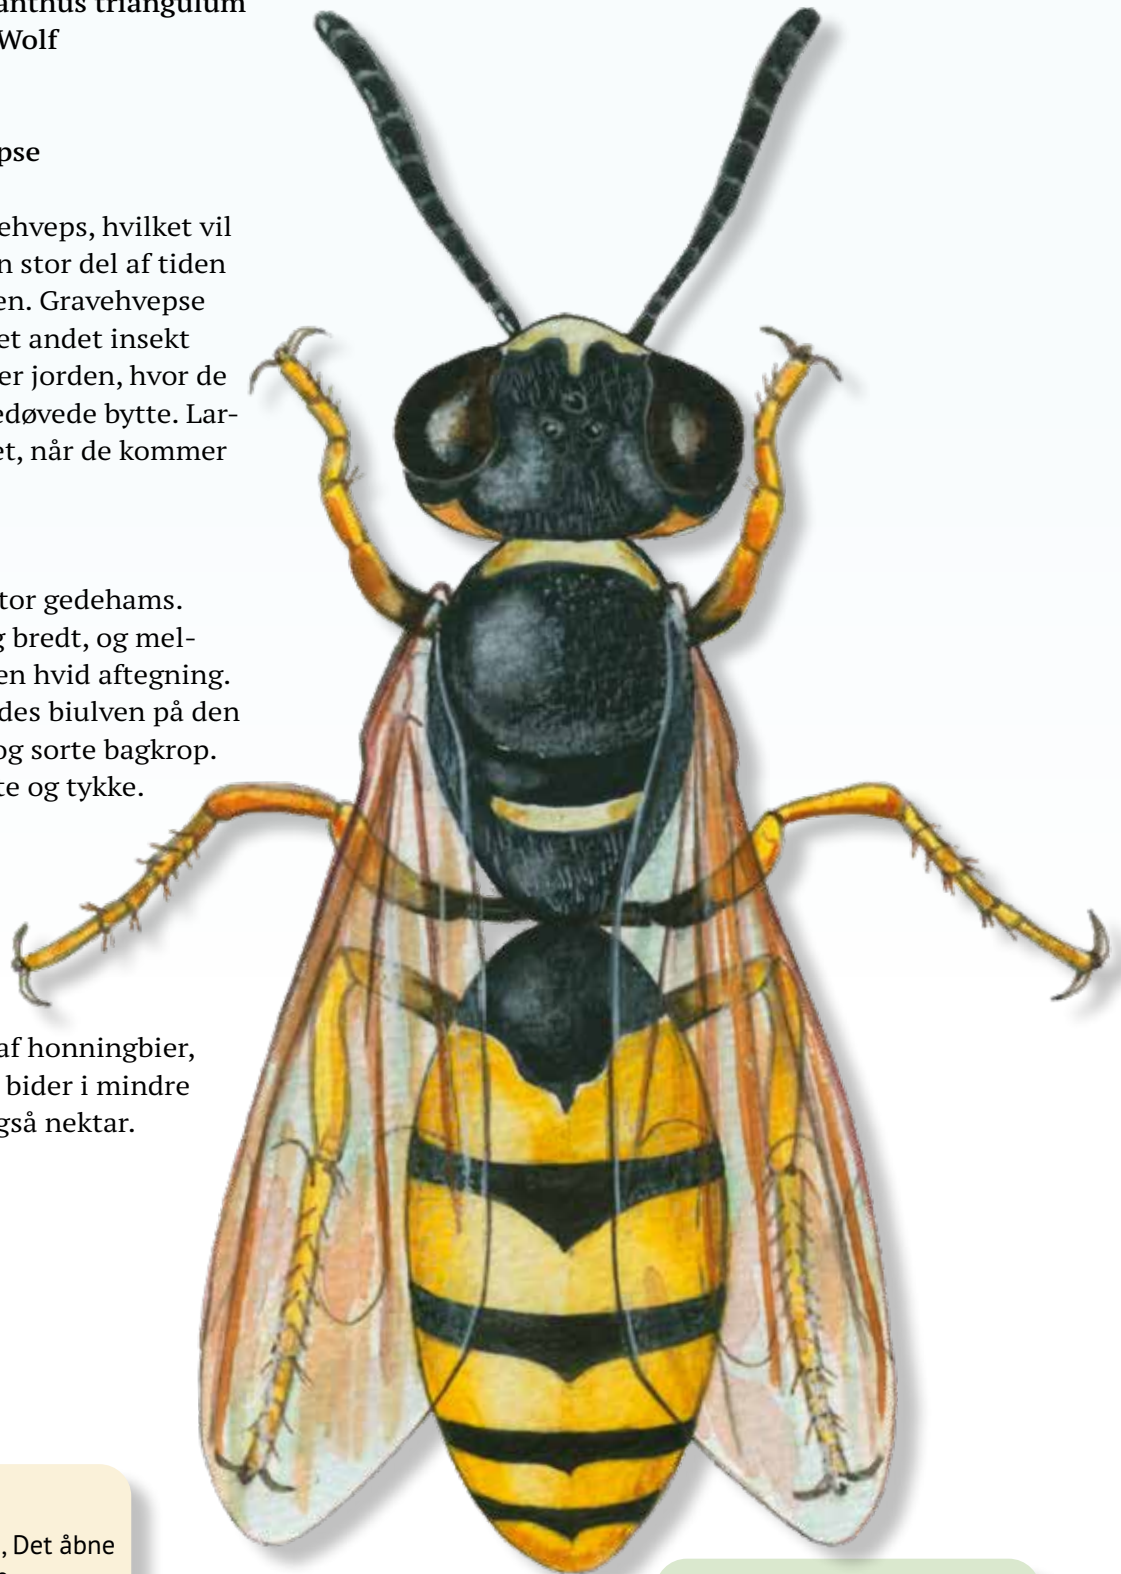 anthus triangulum
Wolf
pse
ehveps, hvilket vil
n stor del af tiden
en. Gravehvepse
et andet insekt
er jorden, hvor de
edøvede bytte. Lar-
et, når de kommer
tor gedehams.
g bredt, og mel-
en hvid aftegning.
des biulven på den
og sorte bagkrop.
te og tykke.
af honningbier,
bider i mindre
gså nektar.
, Det åbne